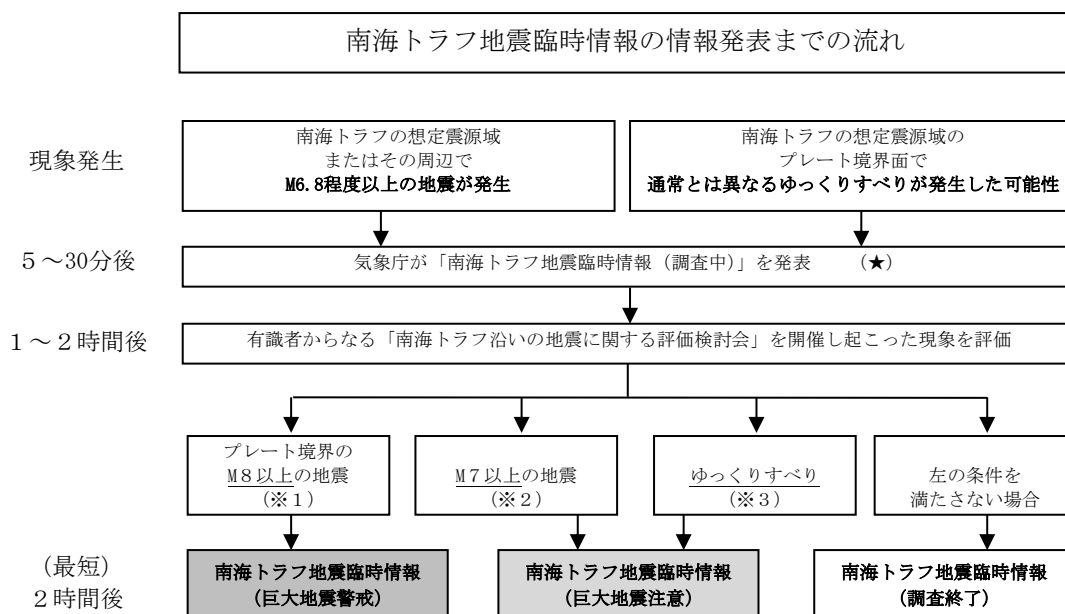 南海トラフ地震臨時情報の情報発表までの流れ
現象発生
南海トラフの想定震源域
またはその周辺で
M6.8程度以上の地震が発生
南海トラフの想定震源域の
プレート境界面で
通常とは異なるゆっくりすべりが発生した可能性
５～30分後
気象庁が「南海トラフ地震臨時情報（調査中）」を発表　（★）
１～２時間後
有識者からなる「南海トラフ沿いの地震に関する評価検討会」を開催し起こった現象を評価
プレート境界の
M８以上の地震
（※１）
M７以上の地震
（※２）
ゆっくりすべり
（※３）
左の条件を
満たさない場合
（最短）
２時間後
南海トラフ地震臨時情報
（巨大地震警戒）
南海トラフ地震臨時情報
（巨大地震注意）
南海トラフ地震臨時情報
（調査終了）